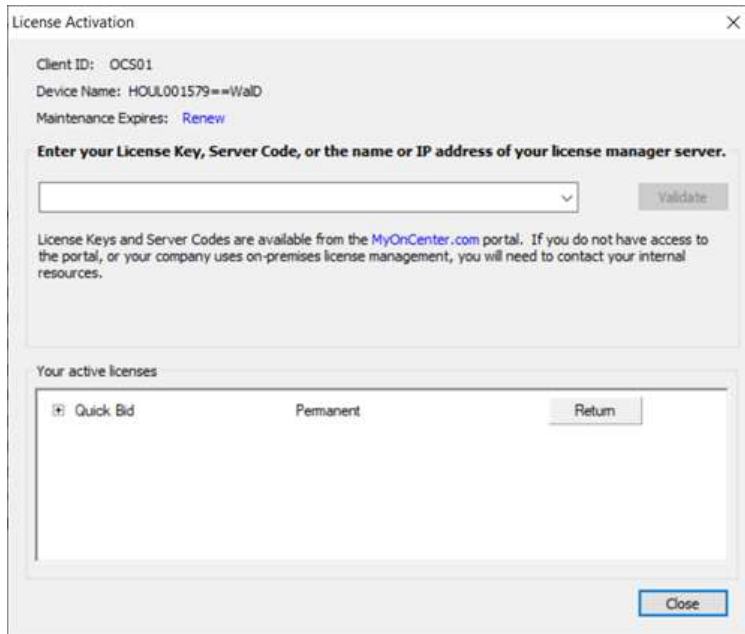 License Activation
Client ID: OCS01
Device Name: HOUL001579==WalD
Maintenance Expires: Renew
Enter your License Key, Server Code, or the name or IP address of your license manager server.
Validate
License Keys and Server Codes are available from the MyOnCenter.com portal. If you do not have access to
the portal, or your company uses on-premises license management, you will need to contact your internal
resources.
Your active licenses
Quick Bid Permanent Return
Close